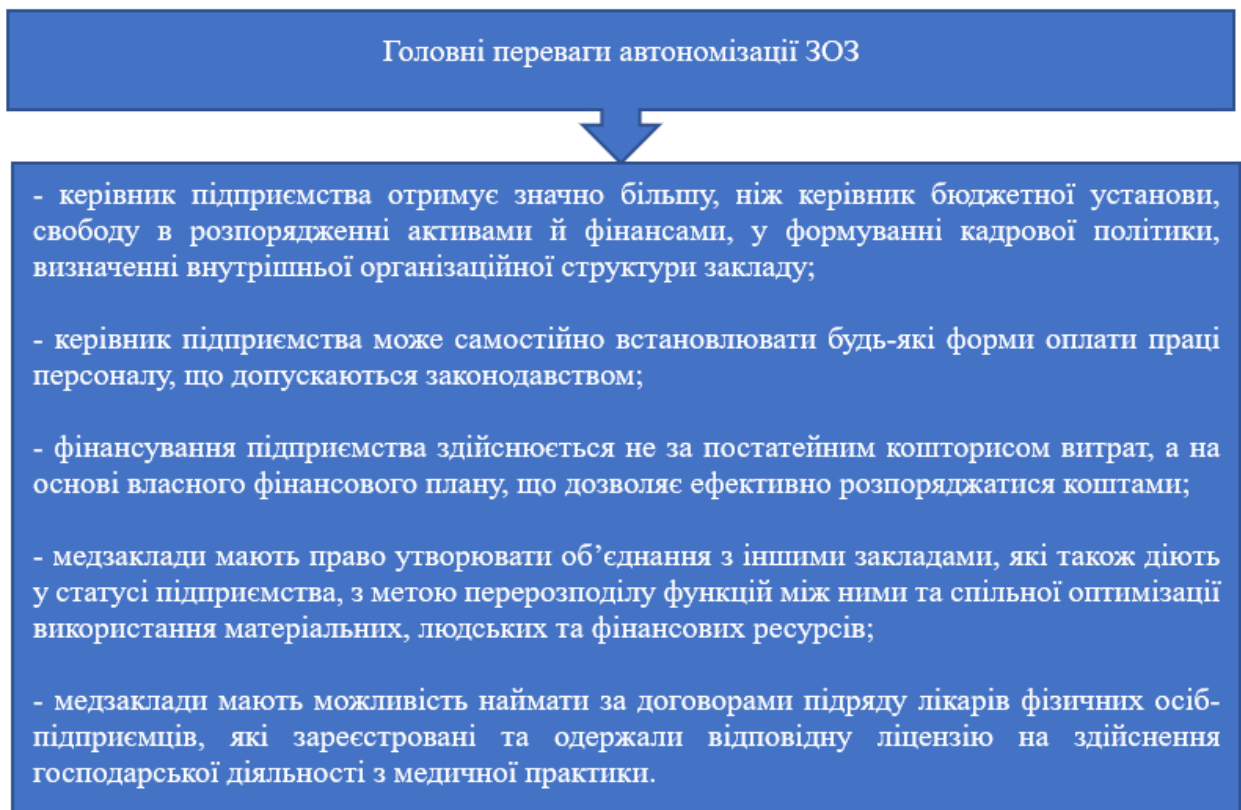 Головні переваги автономізації ЗОЗ
- керівник підприємства отримує значно більшу, ніж керівник бюджетної установи,
свободу в розпорядженні активами й фінансами, у формуванні кадрової політики,
визначенні внутрішньої організаційної структури закладу;
- керівник підприємства може самостійно встановлювати будь-які форми оплати праці
персоналу, що допускаються законодавством;
- фінансування підприємства здійснюється не за постатейним кошторисом витрат, а на
основі власного фінансового плану, що дозволяє ефективно розпоряджатися коштами;
- медзаклади мають право утворювати об’єднання з іншими закладами, які також діють
у статусі підприємства, з метою перерозподілу функцій між ними та спільної оптимізації
використання матеріальних, людських та фінансових ресурсів;
- медзаклади мають можливість наймати за договорами підряду лікарів фізичних осіб-
підприємців, які зареєстровані та одержали відповідну ліцензію на здійснення
господарської діяльності з медичної практики.